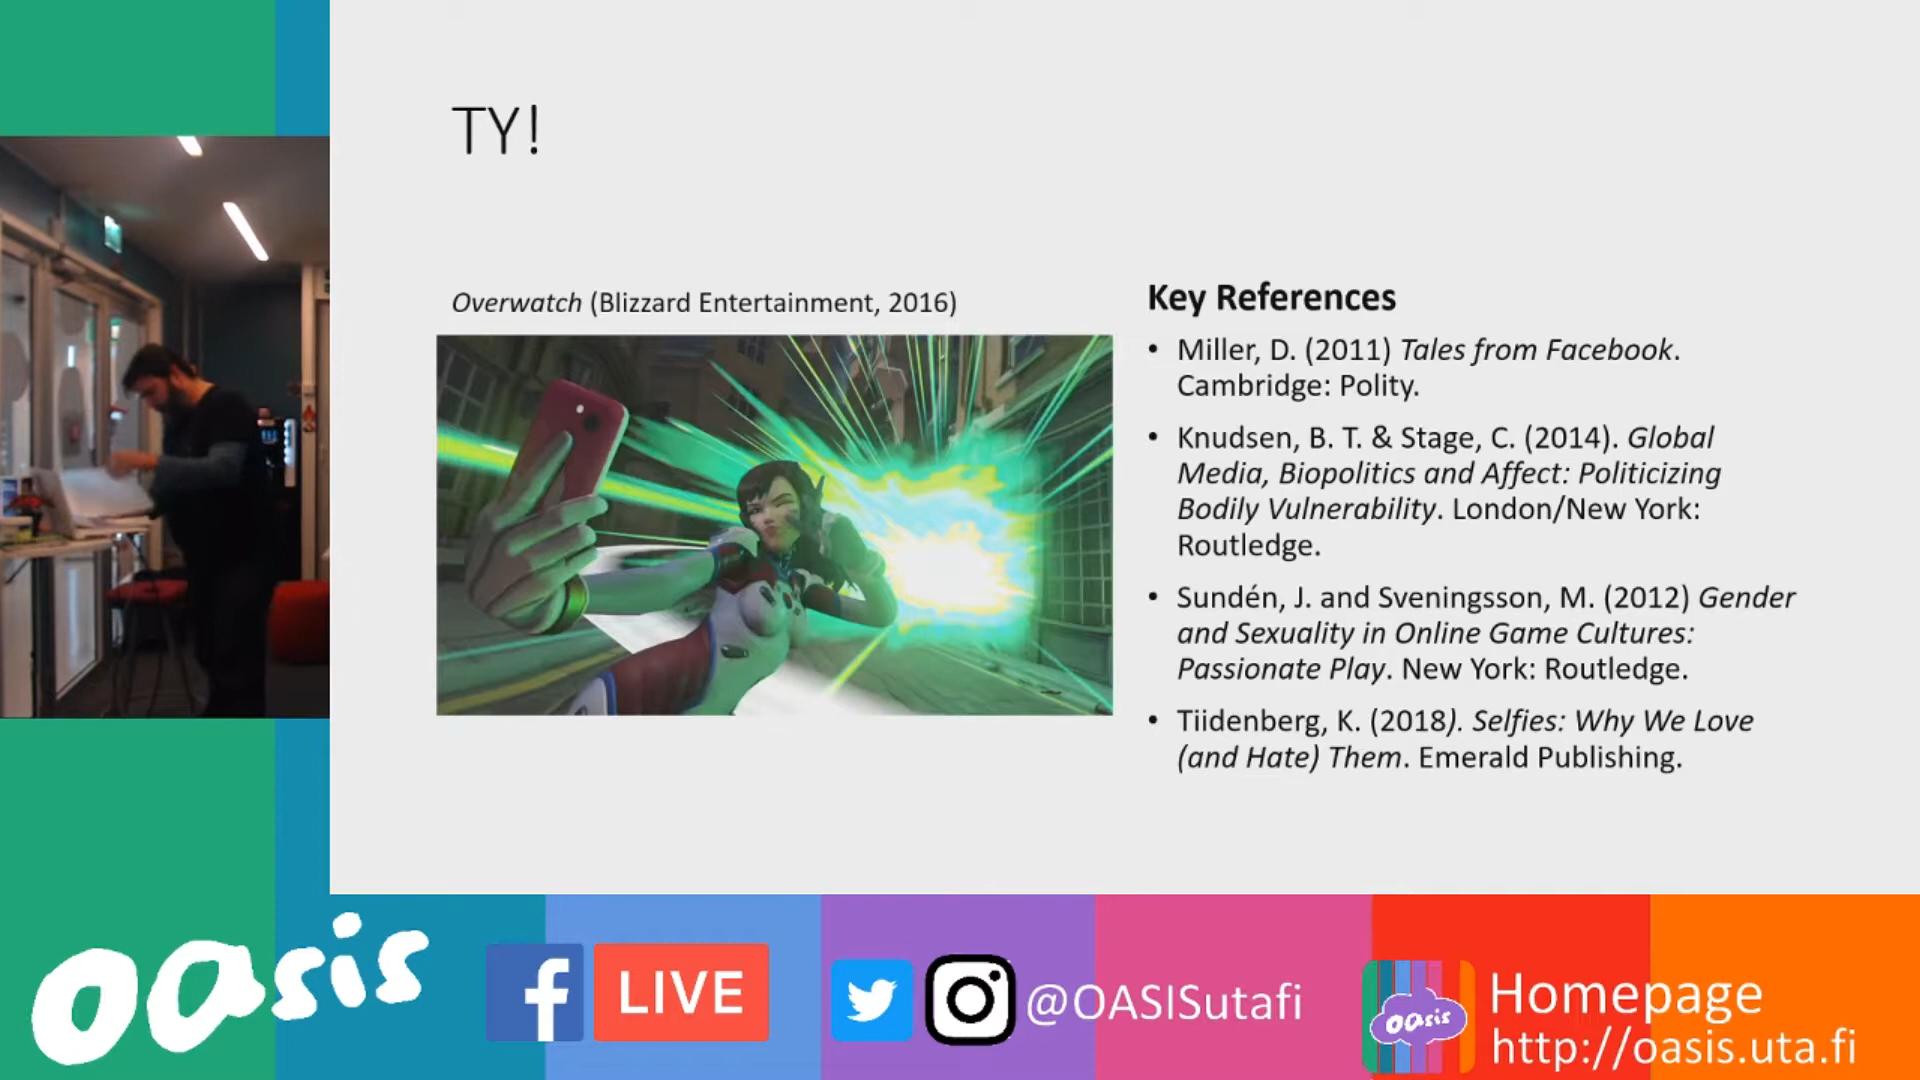 TY!
Overwatch (Blizzard Entertainment, 2016)
Key References
• Miller, D. (2011) Tales from Facebook.
Cambridge: Polity.
• Knudsen, B. T. & Stage, C. (2014). Global
Media, Biopolitics and Affect: Politicizing
Bodily Vulnerability. London/New York:
Routledge.
• Sundén, J. and Sveningsson, M. (2012) Gender
and Sexuality in Online Game Cultures:
Passionate Play. New York: Routledge.
• Tiidenberg, K. (2018). Selfies: Why We Love
(and Hate) Them. Emerald Publishing.
oasis
f LIVE
@OASISutafi
oasis
Homepage
http://oasis.uta.fi